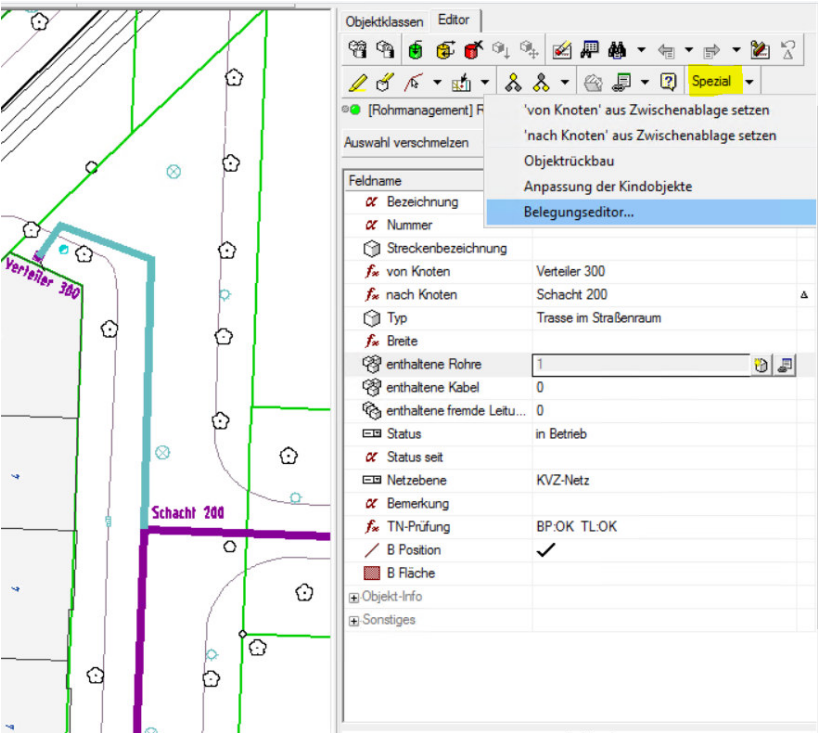 Objektklassen Editor
Spezial
[Rohmanagement] R
'von Knoten' aus Zwischenablage setzen
'nach Knoten' aus Zwischenablage setzen
Auswahl verschmelzen
Objektrückbau
Anpassung der Kindobjekte
Belegungseditor...
Feldname
Bezeichnung
Nummer
Streckenbezeichnung
von Knoten Verteiler 300
nach Knoten Schacht 200
Typ Trasse im Straßenraum
Breite
enthaltene Rohre 1
enthaltene Kabel 0
enthaltene fremde Leitu... 0
Status in Betrieb
Status seit
Netzebene KVZ-Netz
Bemerkung
TN-Prüfung BP:OK TL:OK
B Position
B Fläche
Objekt-Info
Sonstiges
Verteiler 300
Schacht 200